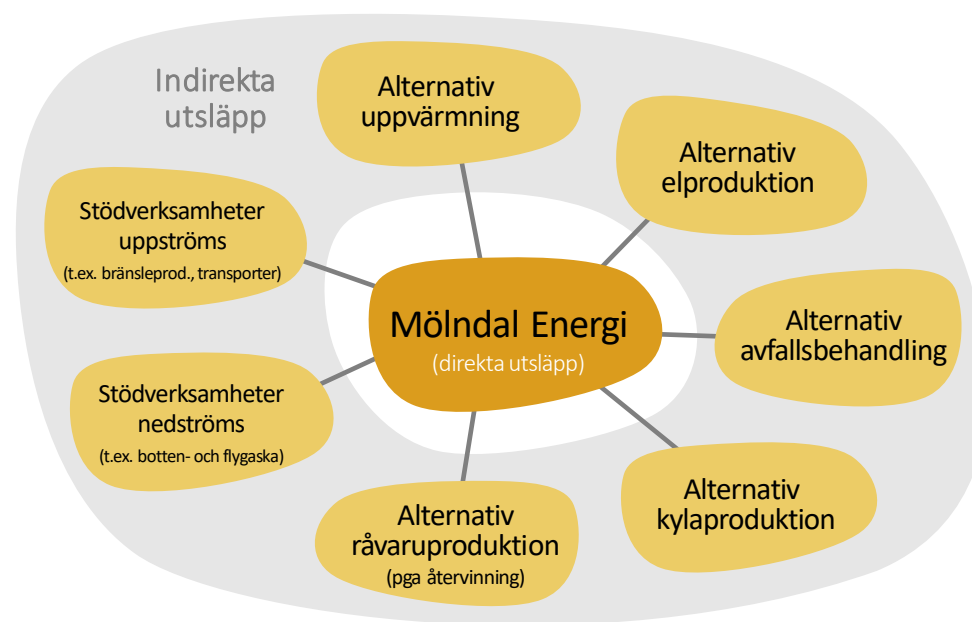 Indirekta
utsläpp
Alternativ
uppvärmning
Alternativ
elproduktion
Stödverksamheter
uppströms
(t.ex. bränsleprod., transporter)
Mölndal Energi
(direkta utsläpp)
Alternativ
avfallsbehandling
Stödverksamheter
nedströms
(t.ex. botten- och flygaska)
Alternativ
kylaproduktion
Alternativ
råvaruproduktion
(pga återvinning)